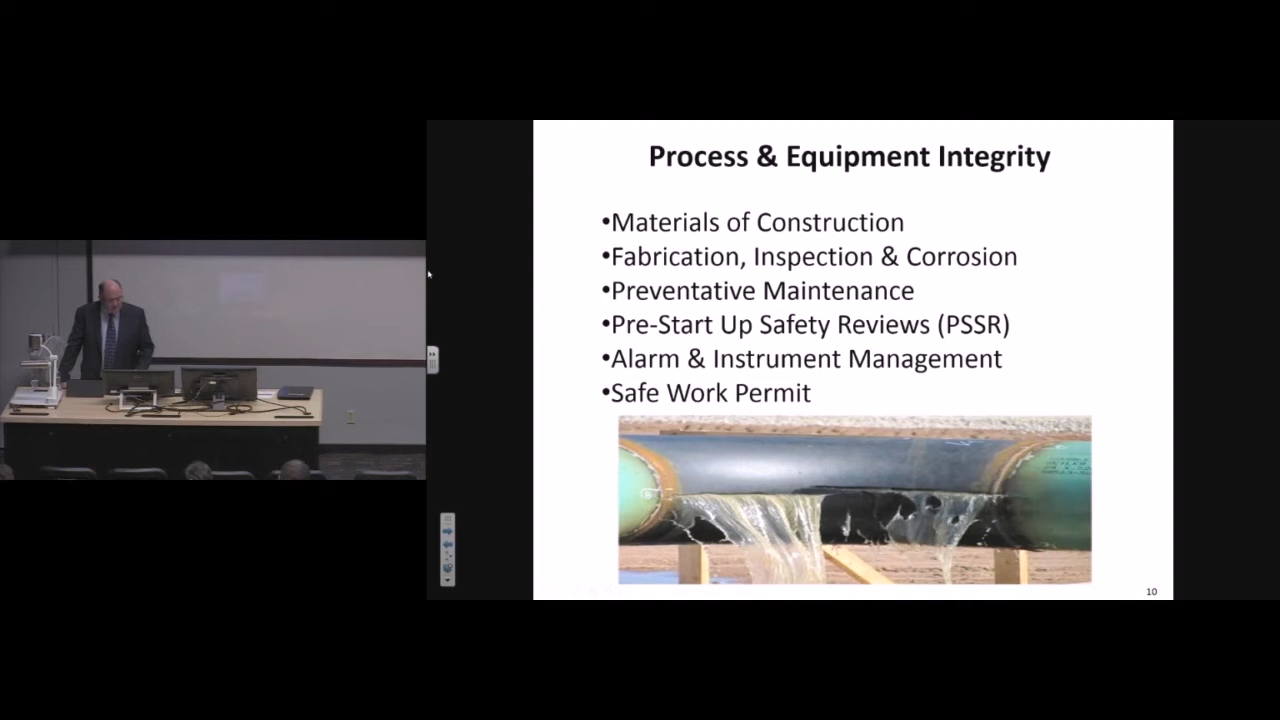 Process & Equipment Integrity
•Materials of Construction
•Fabrication, Inspection & Corrosion
•Preventative Maintenance
•Pre-Start Up Safety Reviews (PSSR)
•Alarm & Instrument Management
•Safe Work Permit
10